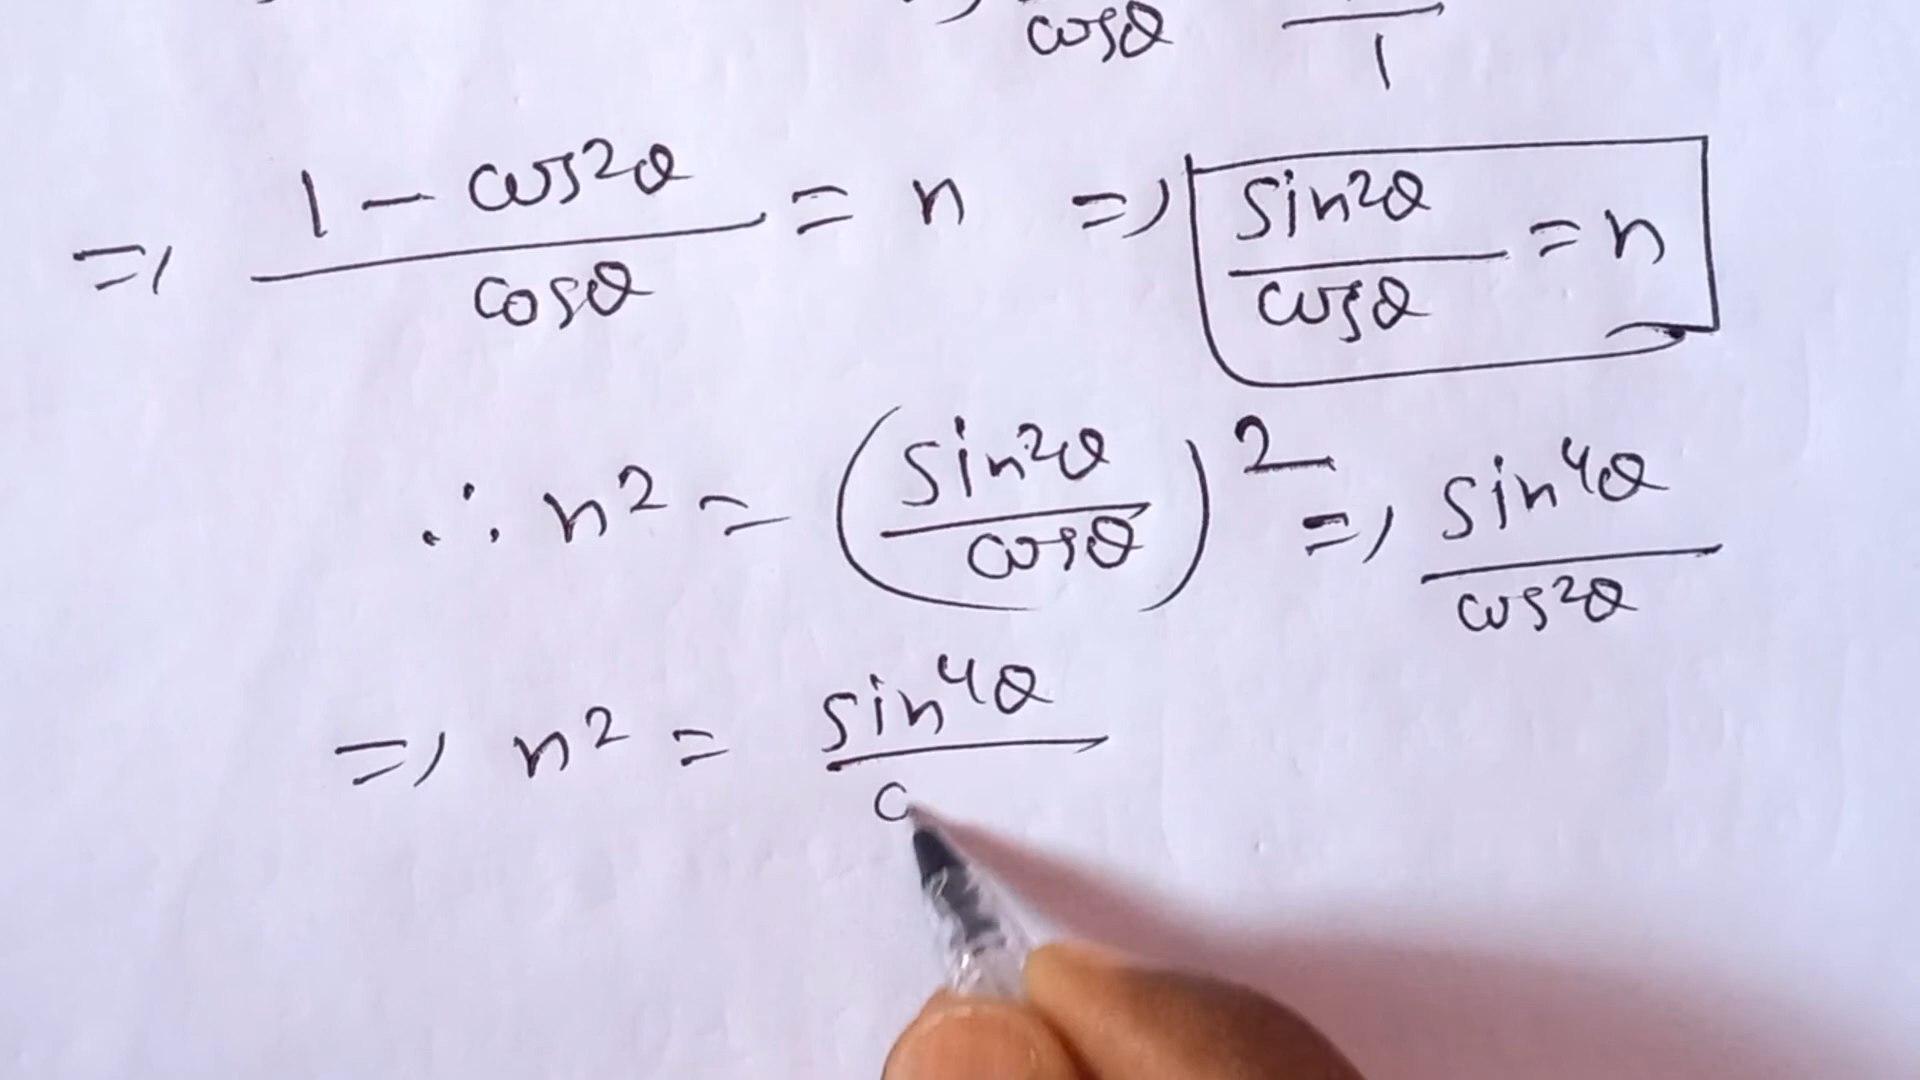 cosθ 1
=> 1 - cos²θ / cosθ = n => sin²θ / cosθ = n
∴ n² = (sin²θ / cosθ)² => sin⁴θ / cos²θ
=> n² = sin⁴θ / c